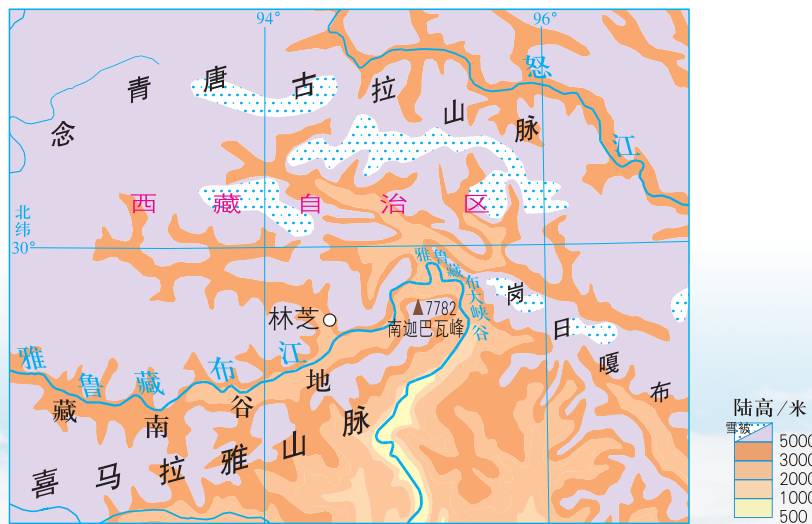 94°
96°
念青唐古拉山脉
怒江
西藏自治区
北纬
30°
雅鲁藏布大峡谷
7782
南迦巴瓦峰
岗日嘎布
林芝
雅鲁藏布江
藏南谷地
喜马拉雅山脉
陆高/米
雪被
5000
3000
2000
1000
500